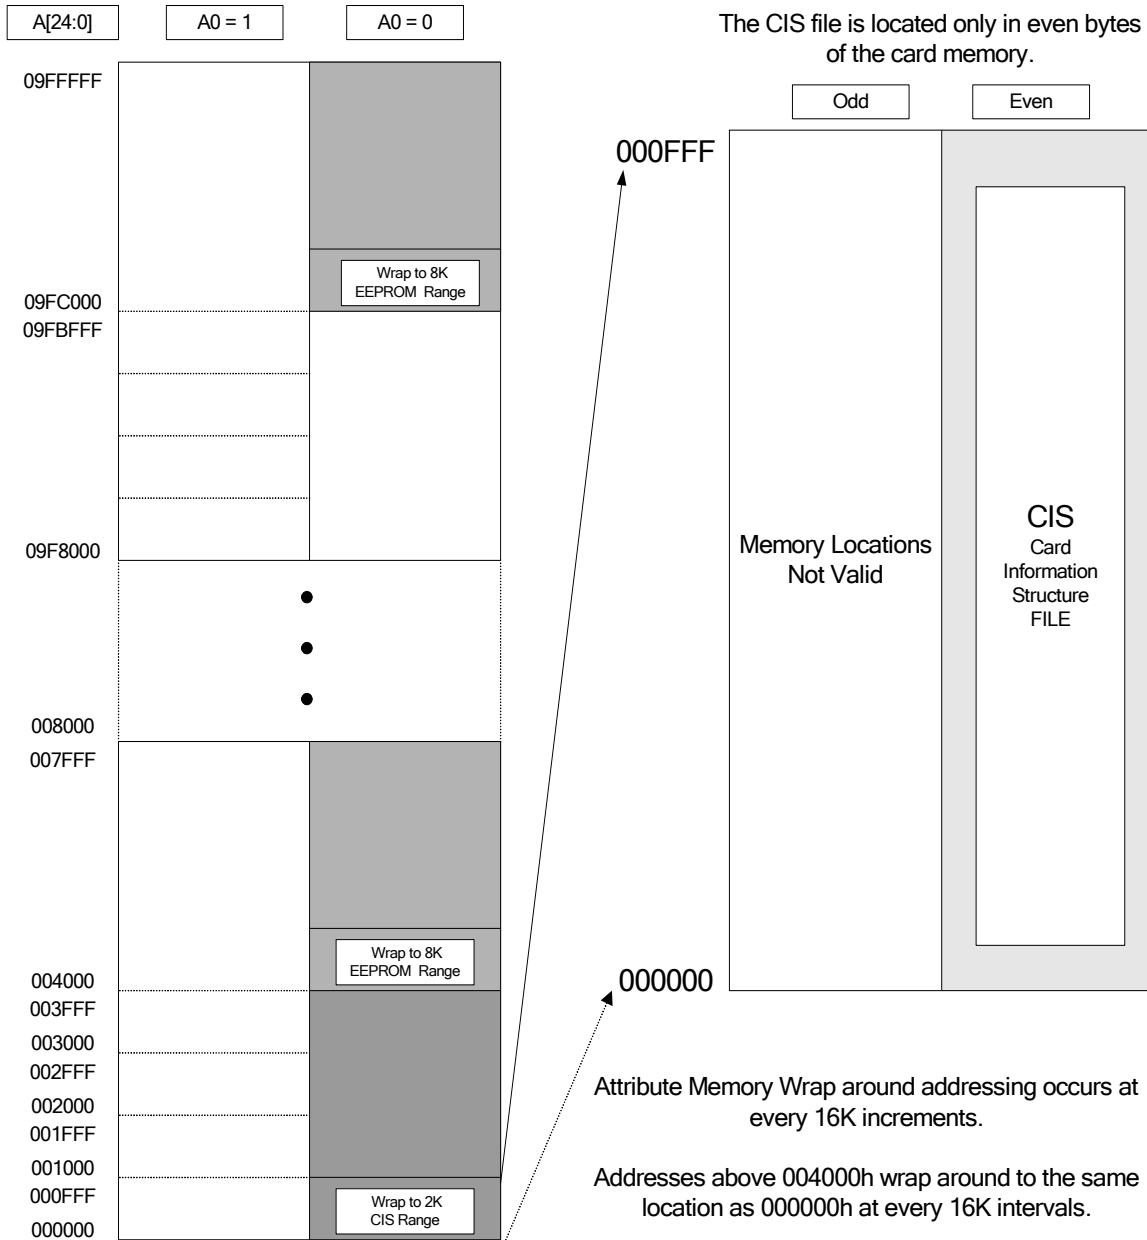 A[24:0]
A0 = 1
A0 = 0
09FFFFF
Wrap to 8K
EEPROM Range
09FC000
09FBFFF
09F8000
008000
007FFF
Wrap to 8K
EEPROM Range
004000
003FFF
003000
002FFF
002000
001FFF
001000
000FFF
Wrap to 2K
CIS Range
000000
The CIS file is located only in even bytes
of the card memory.
Odd
Even
000FFF
Memory Locations
Not Valid
CIS
Card
Information
Structure
FILE
000000
Attribute Memory Wrap around addressing occurs at
every 16K increments.
Addresses above 004000h wrap around to the same
location as 000000h at every 16K intervals.